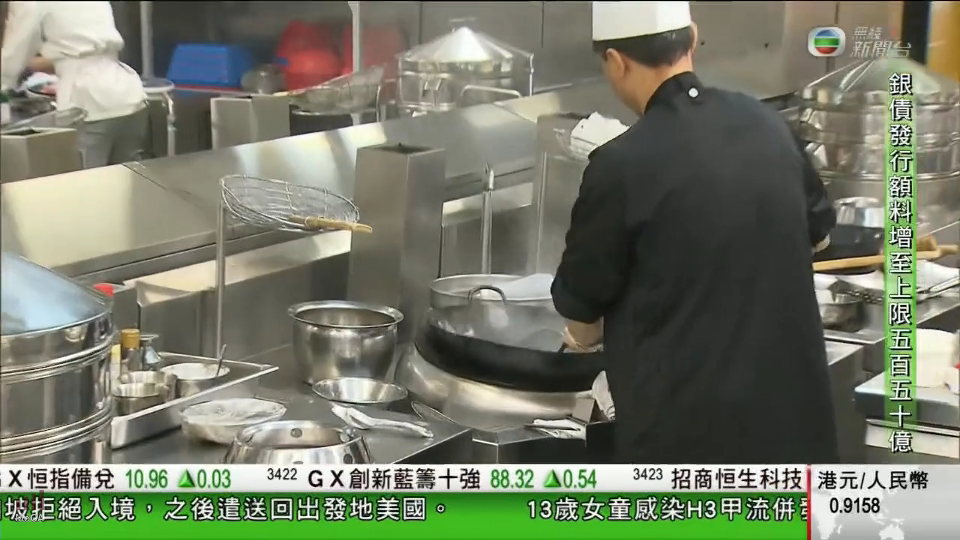 無綫
新聞台
銀債發行額料增至上限五百五十億
GX恒指備兌 10.96 ▲0.03 3422 GX創新藍籌十強 88.32 ▲0.54 3423 招商恒生科技
港元/人民幣
0.9158
坡拒絕入境，之後遣送回出發地美國。 13歲女童感染H3甲流併